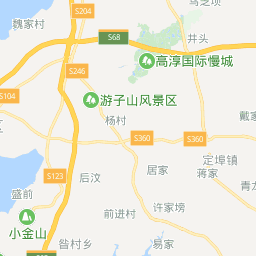 乌芝坝
S204
魏家村
S68
井头
高淳国际慢城
S246
S104
游子山风景区
戴
杨村
S360
S360
定埠镇
居家
蒋家
S123
后汶
青龙
盛前
许家塝
前进村
小金山
昝村乡
易家